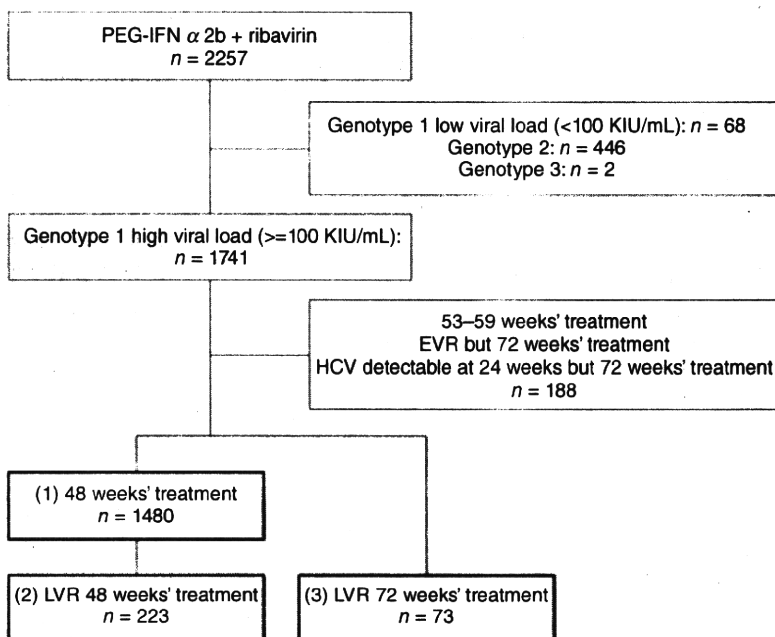 PEG-IFN α 2b + ribavirin
n = 2257
Genotype 1 low viral load (<100 KIU/mL): n = 68
Genotype 2: n = 446
Genotype 3: n = 2
Genotype 1 high viral load (>=100 KIU/mL):
n = 1741
53–59 weeks' treatment
EVR but 72 weeks' treatment
HCV detectable at 24 weeks but 72 weeks' treatment
n = 188
(1) 48 weeks' treatment
n = 1480
(2) LVR 48 weeks' treatment
n = 223
(3) LVR 72 weeks' treatment
n = 73